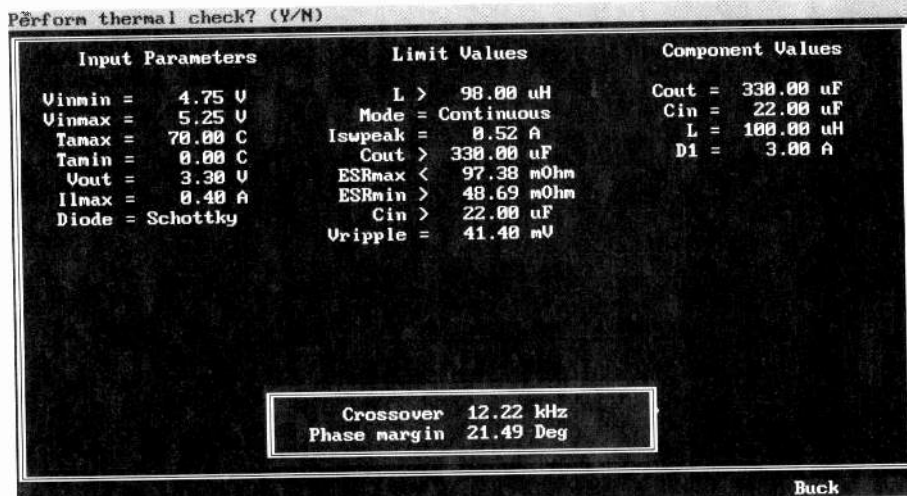 Perform thermal check? (Y/N)
Input Parameters
Vinmin = 4.75 V
Vinmax = 5.25 V
Tamax = 70.00 C
Tamin = 0.00 C
Vout = 3.30 V
Ilmax = 0.40 A
Diode = Schottky
Limit Values
L > 98.00 uH
Mode = Continuous
Iswpeak = 0.52 A
Cout > 330.00 uF
ESRmax < 97.38 mOhm
ESRmin > 48.69 mOhm
Cin > 22.00 uF
Vripple = 41.40 mV
Component Values
Cout = 330.00 uF
Cin = 22.00 uF
L = 100.00 uH
D1 = 3.00 A
Crossover 12.22 kHz
Phase margin 21.49 Deg
Buck